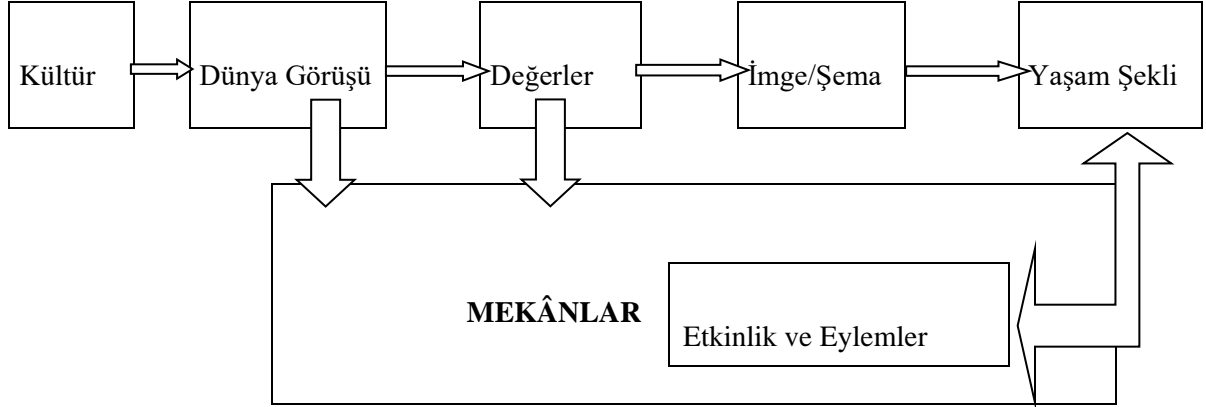 Kültür
Dünya Görüşü
Değerler
İmge/Şema
Yaşam Şekli
MEKÂNLAR
Etkinlik ve Eylemler